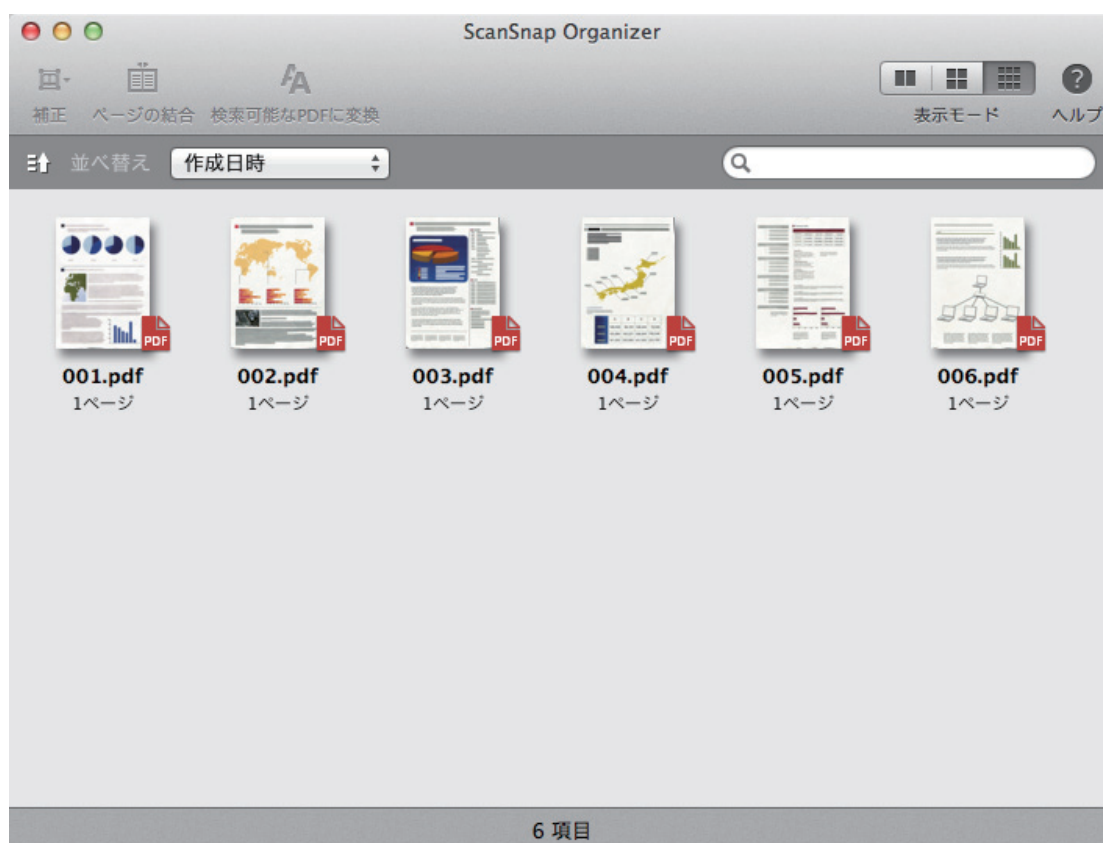 ScanSnap Organizer
補正 ページの結合 検索可能なPDFに変換 表示モード ヘルプ
並べ替え 作成日時
PDF PDF PDF PDF PDF PDF
001.pdf 002.pdf 003.pdf 004.pdf 005.pdf 006.pdf
1ページ 1ページ 1ページ 1ページ 1ページ 1ページ
6 項目